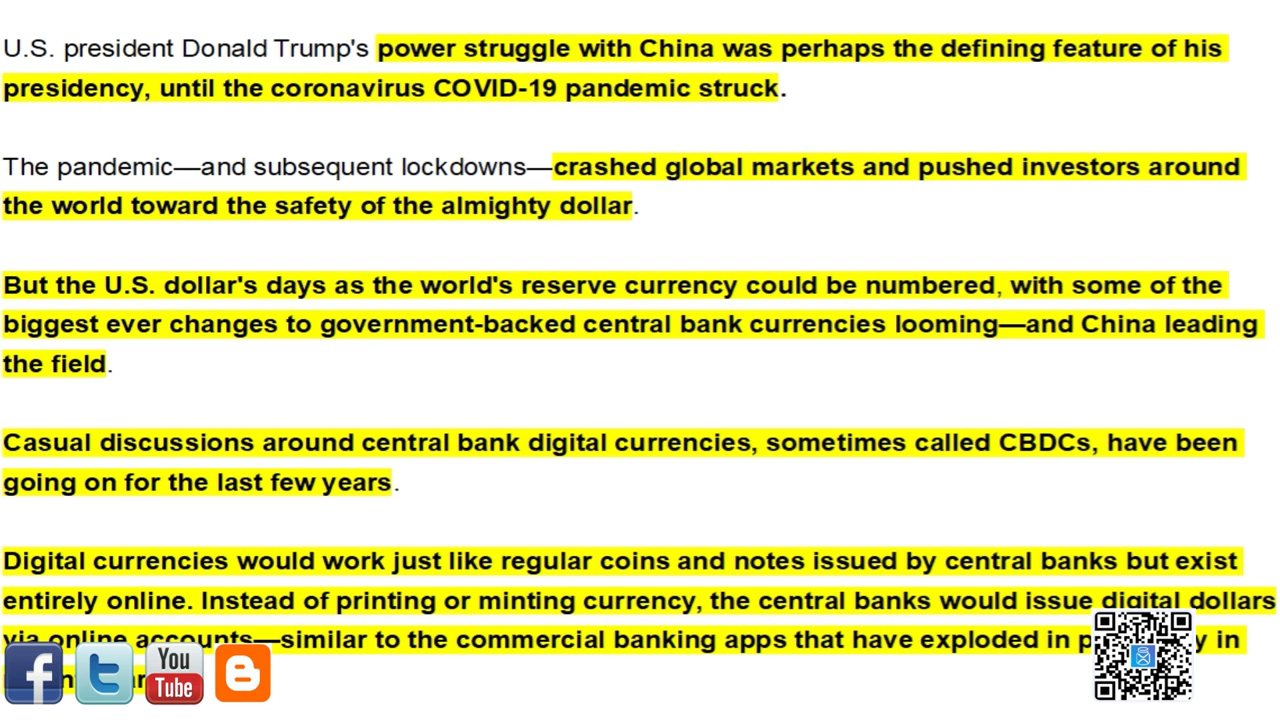 U.S. president Donald Trump's power struggle with China was perhaps the defining feature of his
presidency, until the coronavirus COVID-19 pandemic struck.
The pandemic—and subsequent lockdowns—crashed global markets and pushed investors around
the world toward the safety of the almighty dollar.
But the U.S. dollar's days as the world's reserve currency could be numbered, with some of the
biggest ever changes to government-backed central bank currencies looming—and China leading
the field.
Casual discussions around central bank digital currencies, sometimes called CBDCs, have been
going on for the last few years.
Digital currencies would work just like regular coins and notes issued by central banks but exist
entirely online. Instead of printing or minting currency, the central banks would issue digital dollars
via online accounts—similar to the commercial banking apps that have exploded in in
You
Tube